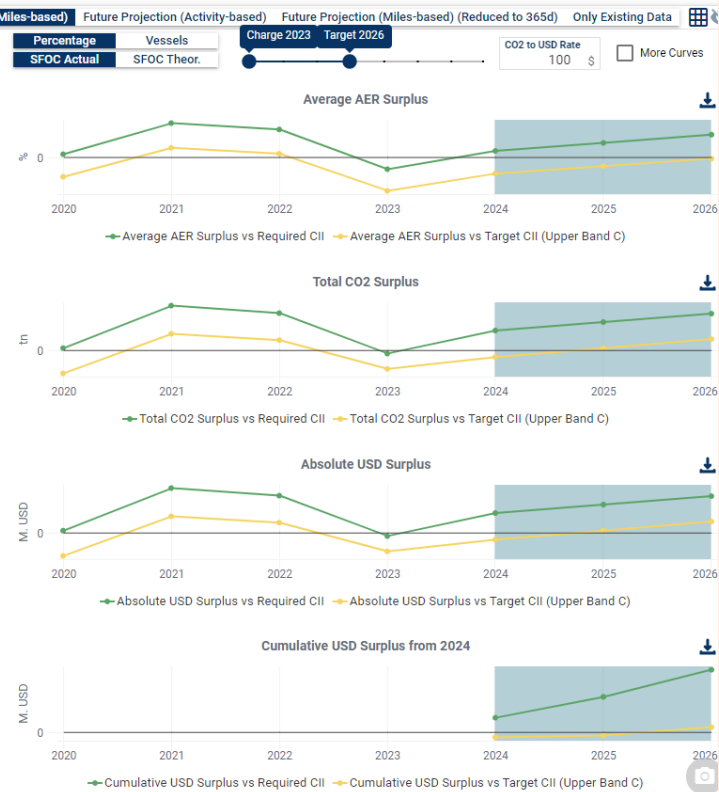 Miles-based) Future Projection (Activity-based) Future Projection (Miles-based) (Reduced to 365d) Only Existing Data
Percentage Vessels
SFOC Actual SFOC Theor.
Charge 2023 Target 2026
CO2 to USD Rate
100 $
More Curves
Average AER Surplus
%
0
2020 2021 2022 2023 2024 2025 2026
Average AER Surplus vs Required CII Average AER Surplus vs Target CII (Upper Band C)
Total CO2 Surplus
tn
0
2020 2021 2022 2023 2024 2025 2026
Total CO2 Surplus vs Required CII Total CO2 Surplus vs Target CII (Upper Band C)
Absolute USD Surplus
M. USD
0
2020 2021 2022 2023 2024 2025 2026
Absolute USD Surplus vs Required CII Absolute USD Surplus vs Target CII (Upper Band C)
Cumulative USD Surplus from 2024
M. USD
0
2020 2021 2022 2023 2024 2025 2026
Cumulative USD Surplus vs Required CII Cumulative USD Surplus vs Target CII (Upper Band C)